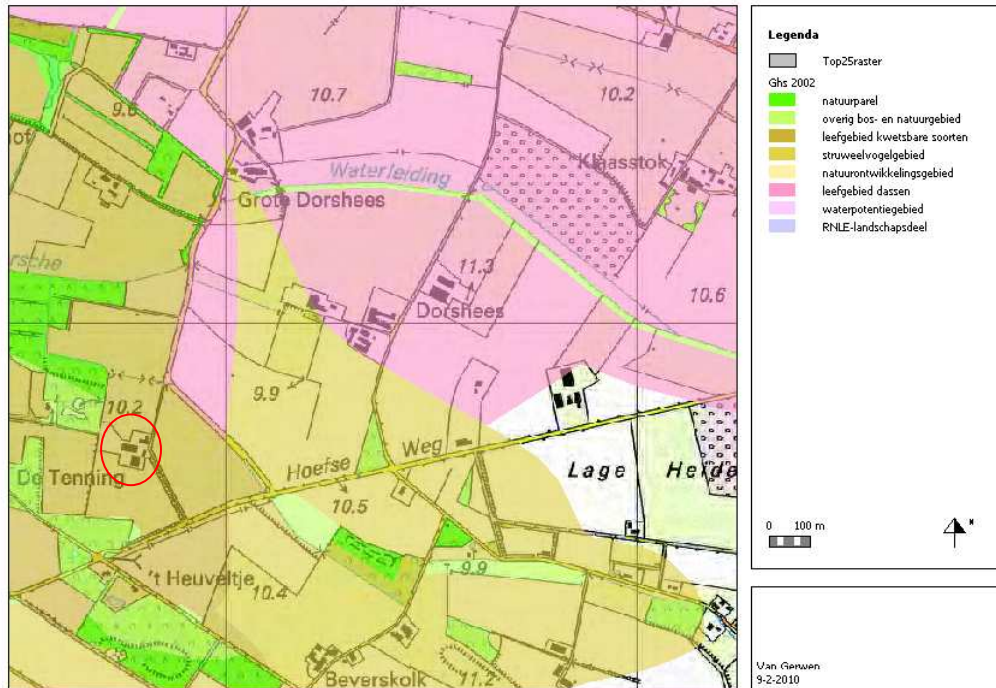 9.8
10.7
10.2
hof
Klaasstok
Waterleiding
Grote Dorshees
rsche
11.3
Dorshees
10.6
9.9
10.2
De Tenning
Hoefse Weg
Lage Heide
10.5
't Heuveltje
10.4
9.9
Beverskolk
11.2
Legenda
Top25raster
Ghs 2002
natuurparel
overig bos- en natuurgebied
leefgebied kwetsbare soorten
struweelvogelgebied
natuurontwikkelingsgebied
leefgebied dassen
waterpotentiegebied
RNLE-landschapsdeel
0 100 m
Van Gerwen
9-2-2010